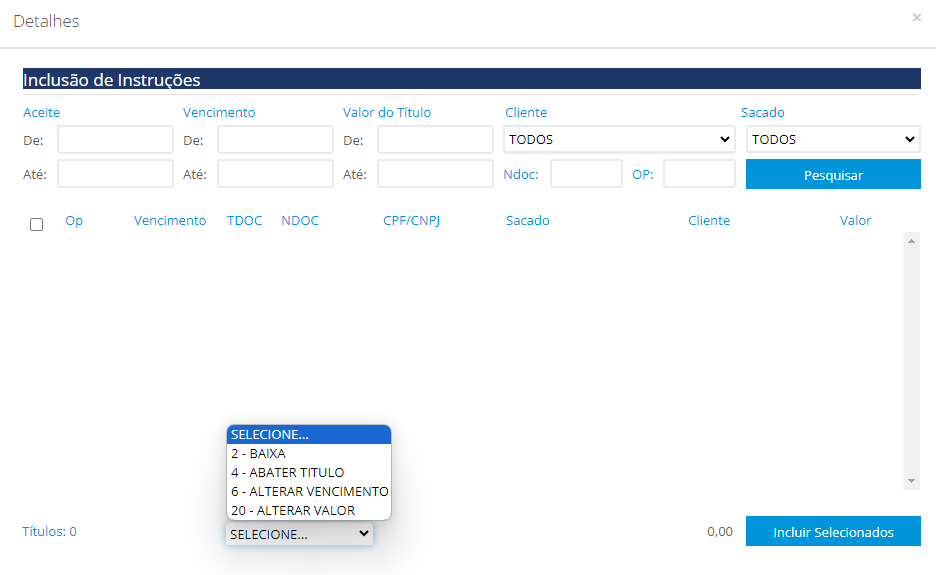 Detalhes ×
Inclusão de Instruções
Aceite Vencimento Valor do Título Cliente Sacado
De: De: De: TODOS TODOS
Até: Até: Até: Ndoc: OP: Pesquisar
Op Vencimento TDOC NDOC CPF/CNPJ Sacado Cliente Valor
SELECIONE...
2 - BAIXA
4 - ABATER TITULO
6 - ALTERAR VENCIMENTO
20 - ALTERAR VALOR
Títulos: 0 SELECIONE... 0,00 Incluir Selecionados